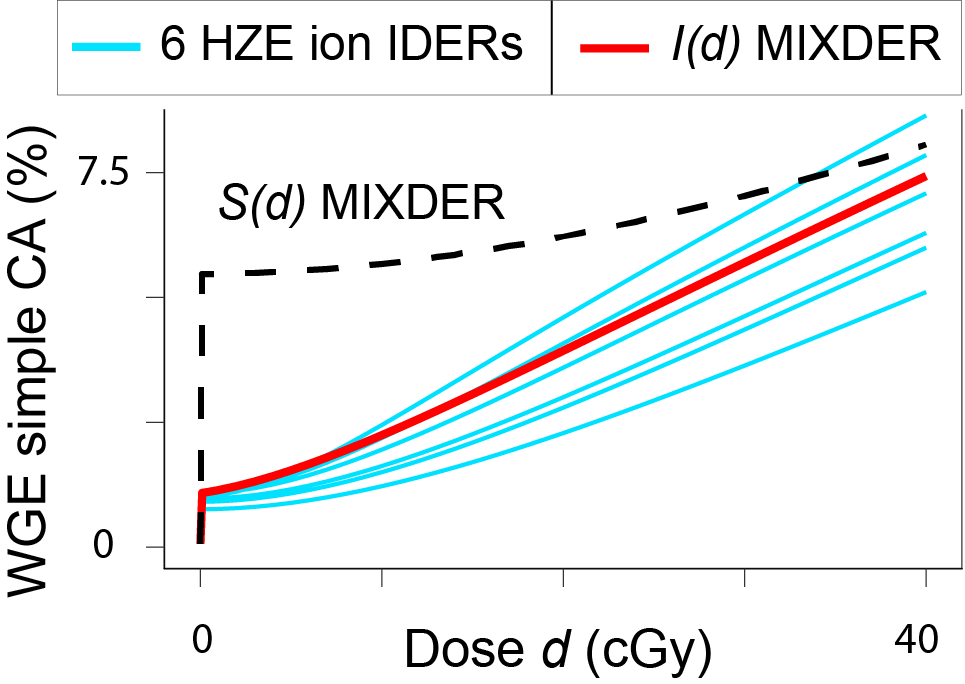 6 HZE ion IDERs
I(d) MIXDER
WGE simple CA (%)
7.5
S(d) MIXDER
0
0
40
Dose d (cGy)